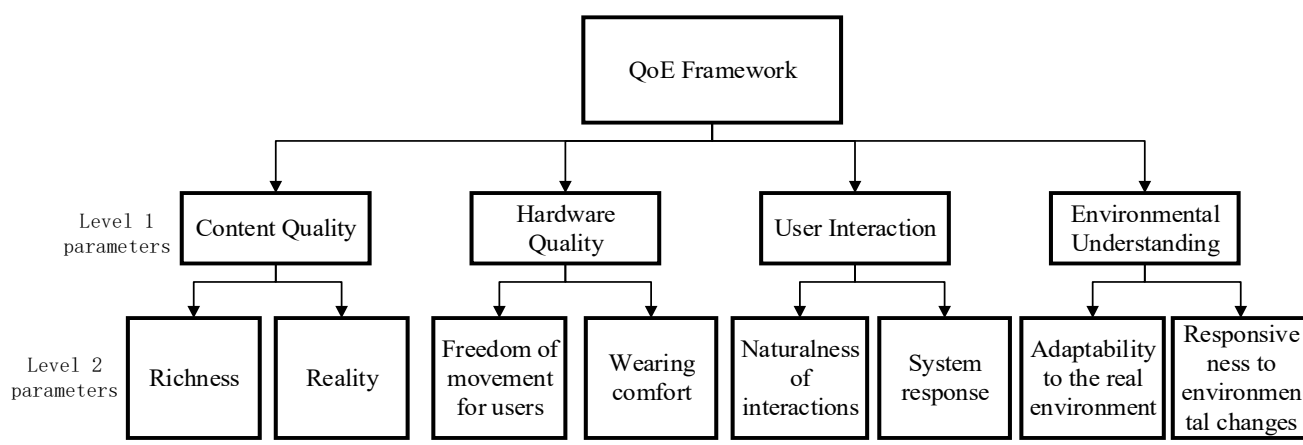 QoE Framework
Level 1
parameters
Content Quality
Hardware
Quality
User Interaction
Environmental
Understanding
Level 2
parameters
Richness
Reality
Freedom of
movement
for users
Wearing
comfort
Naturalness
of
interactions
System
response
Adaptability
to the real
environment
Responsive
ness to
environmen
tal changes